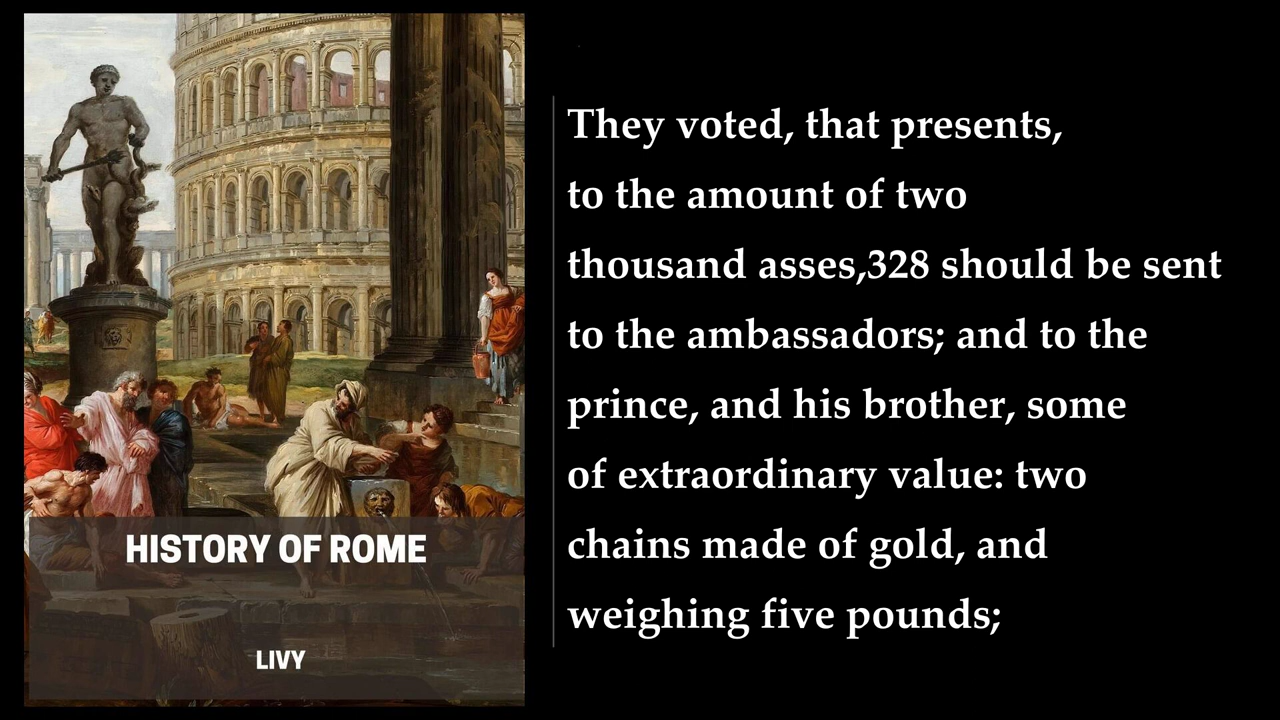 HISTORY OF ROME
LIVY
They voted, that presents,
to the amount of two
thousand asses,328 should be sent
to the ambassadors; and to the
prince, and his brother, some
of extraordinary value: two
chains made of gold, and
weighing five pounds;